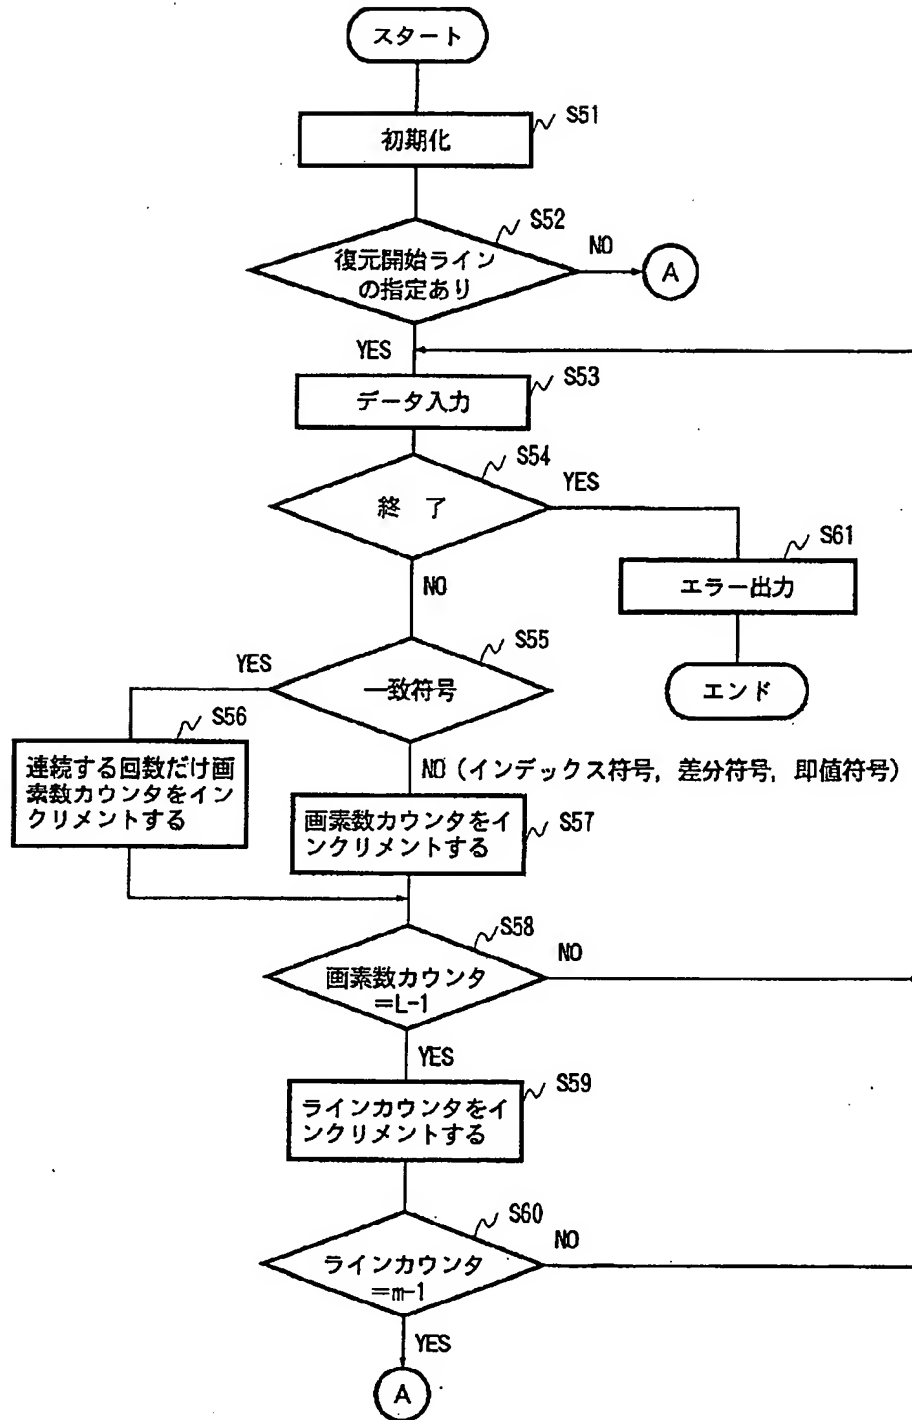 スタート
S51
初期化
S52
復元開始ライン
の指定あり
NO
A
YES
S53
データ入力
S54
終 了
YES
NO
S61
エラー出力
エンド
S55
一致符号
YES
S56
連続する回数だけ画
素数カウンタをイン
クリメントする
NO (インデックス符号, 差分符号, 即値符号)
S57
画素数カウンタをイ
ンクリメントする
S58
画素数カウンタ
=L-1
NO
YES
S59
ラインカウンタをイ
ンクリメントする
S60
ラインカウンタ
=m-1
NO
YES
A